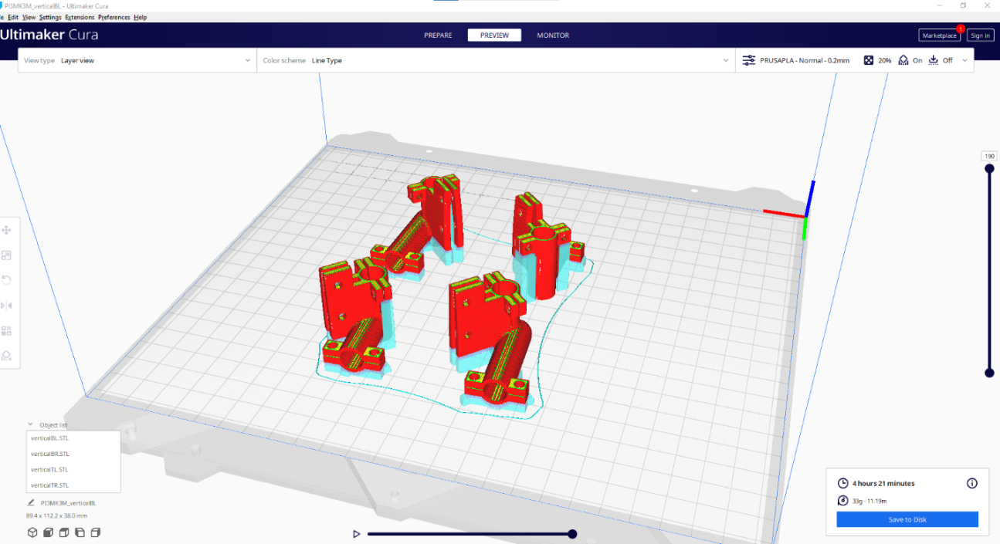 PI3MK3M_verticalBL - Ultimaker Cura
Edit View Settings Extensions Preferences Help
Ultimaker Cura
PREPARE
PREVIEW
MONITOR
Marketplace
1
Sign in
View type Layer view
Color scheme Line Type
PRUSAPLA - Normal - 0.2mm
20%
On
Off
190
Object list
verticalBL.STL
verticalBR.STL
verticalTL.STL
verticalTR.STL
PI3MK3M_verticalBL
89.4 x 112.2 x 38.0 mm
4 hours 21 minutes
33g · 11.19m
Save to Disk